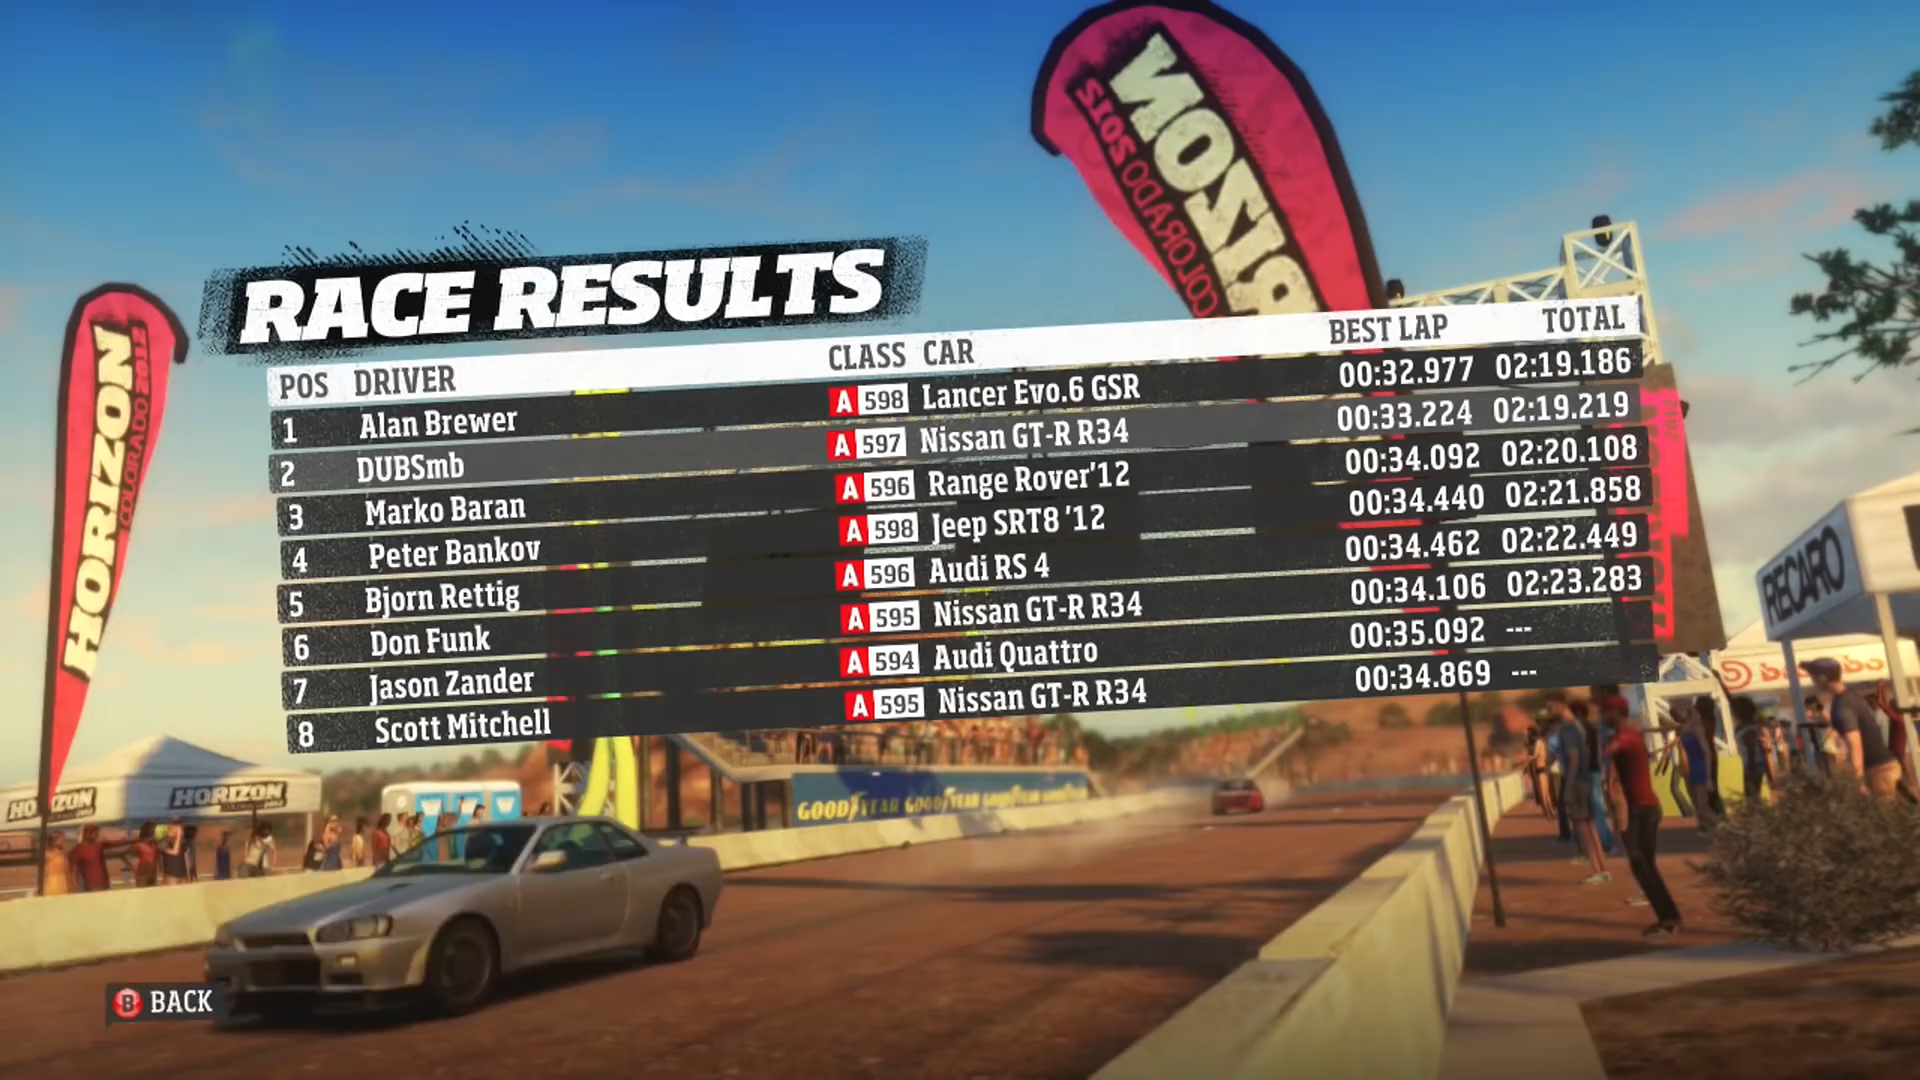 HORIZON
COLORADO 2012
RACE RESULTS
POS DRIVER CLASS CAR BEST LAP TOTAL
1 Alan Brewer A 598 Lancer Evo.6 GSR 00:32.977 02:19.186
2 DUBSmb A 597 Nissan GT-R R34 00:33.224 02:19.219
3 Marko Baran A 596 Range Rover'12 00:34.092 02:20.108
4 Peter Bankov A 598 Jeep SRT8 '12 00:34.440 02:21.858
5 Bjorn Rettig A 596 Audi RS 4 00:34.462 02:22.449
6 Don Funk A 595 Nissan GT-R R34 00:34.106 02:23.283
7 Jason Zander A 594 Audi Quattro 00:35.092 ---
8 Scott Mitchell A 595 Nissan GT-R R34 00:34.869 ---
HORIZON
COLORADO 2012
RECARO
HORIZON
HORIZON
GOODYEAR GOODYEAR GOODYEAR GOODYEAR
B BACK